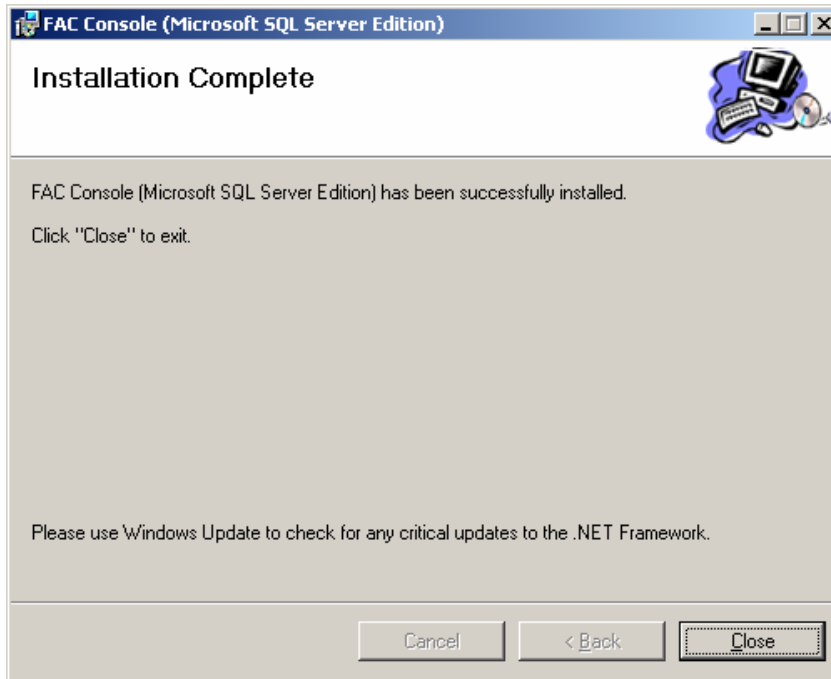 FAC Console (Microsoft SQL Server Edition)
Installation Complete
FAC Console (Microsoft SQL Server Edition) has been successfully installed.
Click "Close" to exit.
Please use Windows Update to check for any critical updates to the .NET Framework.
Cancel
< Back
Close